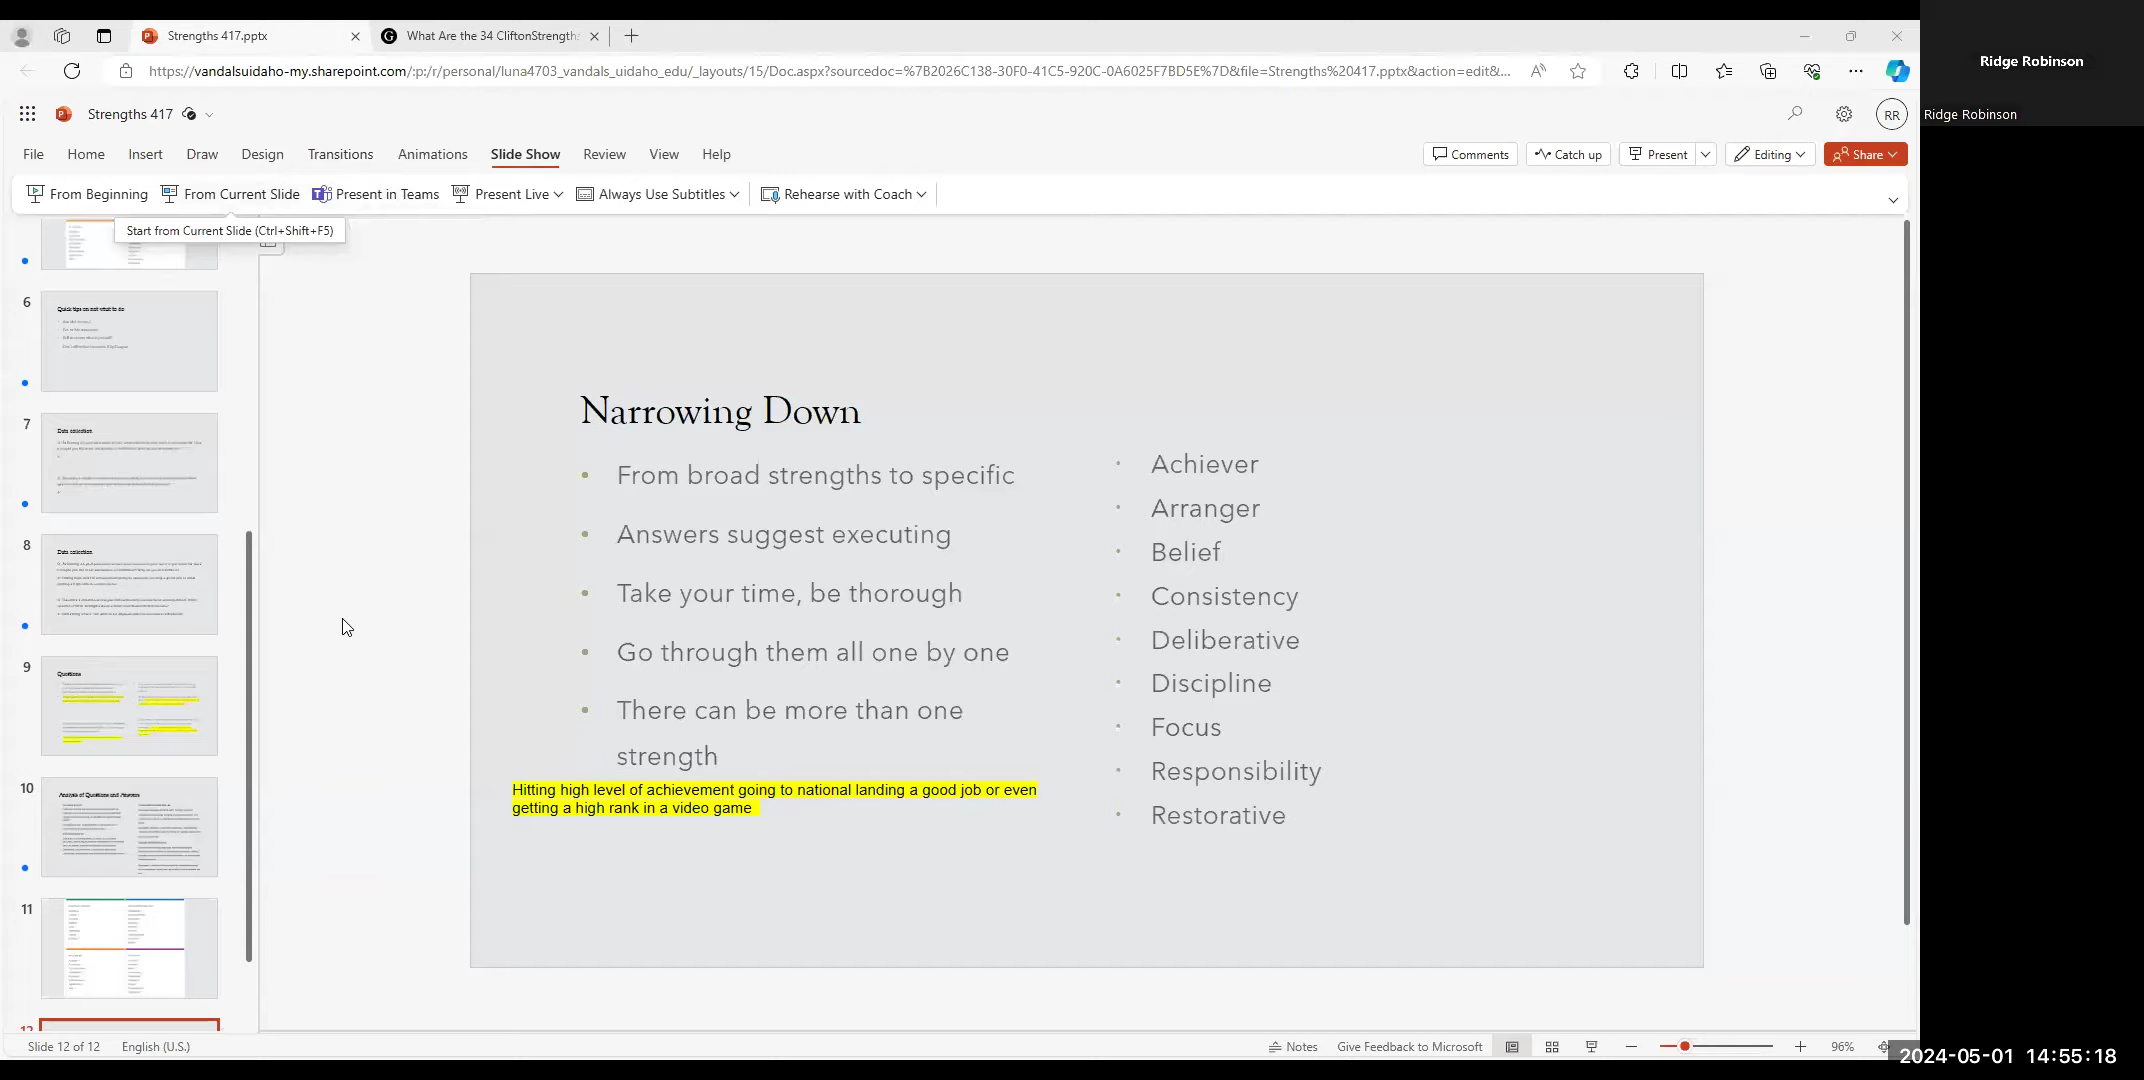 Strengths 417.pptx
What Are the 34 CliftonStrengths
Ridge Robinson
https://vandalsuidaho-my.sharepoint.com/:p:/r/personal/luna4703_vandals_uidaho_edu/_layouts/15/Doc.aspx?sourcedoc=%7B2026C138-30F0-41C5-920C-0A6025F7BD5E%7D&file=Strengths%20417.pptx&action=edit&...
Ridge Robinson
Strengths 417
RR
File Home Insert Draw Design Transitions Animations Slide Show Review View Help
Comments Catch up Present Editing Share
From Beginning From Current Slide Present in Teams Present Live Always Use Subtitles Rehearse with Coach
Start from Current Slide (Ctrl+Shift+F5)
6
Quick tips on not what to do
7
Data collection
8
Data collection
9
Questions
10
Analysis of Questions and Answers
11
12
Narrowing Down
From broad strengths to specific
Answers suggest executing
Take your time, be thorough
Go through them all one by one
There can be more than one
strength
Hitting high level of achievement going to national landing a good job or even
getting a high rank in a video game
Achiever
Arranger
Belief
Consistency
Deliberative
Discipline
Focus
Responsibility
Restorative
Slide 12 of 12 English (U.S.)
Notes Give Feedback to Microsoft 96%
2024-05-01 14:55:18